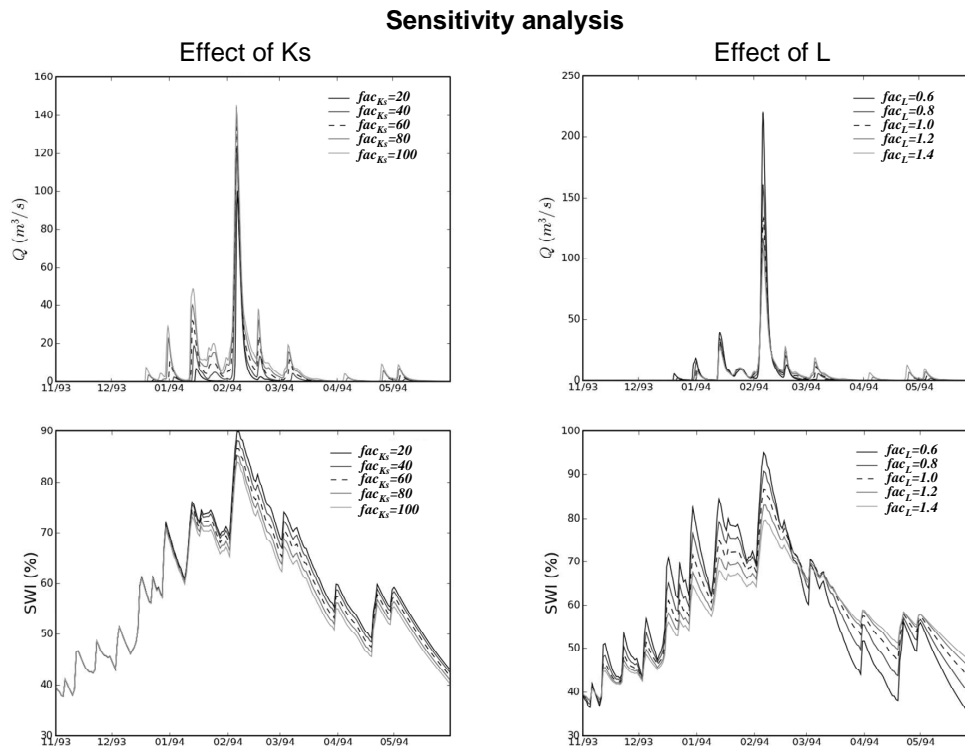 Sensitivity analysis
Effect of Ks
Effect of L
160
140
120
100
80
60
40
20
0
Q (m³/s)
fac_Ks=20
fac_Ks=40
fac_Ks=60
fac_Ks=80
fac_Ks=100
11/93 12/93 01/94 02/94 03/94 04/94 05/94
250
200
150
100
50
0
Q (m³/s)
fac_L=0.6
fac_L=0.8
fac_L=1.0
fac_L=1.2
fac_L=1.4
11/93 12/93 01/94 02/94 03/94 04/94 05/94
90
80
70
60
50
40
30
SWI (%)
fac_Ks=20
fac_Ks=40
fac_Ks=60
fac_Ks=80
fac_Ks=100
11/93 12/93 01/94 02/94 03/94 04/94 05/94
100
90
80
70
60
50
40
30
SWI (%)
fac_L=0.6
fac_L=0.8
fac_L=1.0
fac_L=1.2
fac_L=1.4
11/93 12/93 01/94 02/94 03/94 04/94 05/94